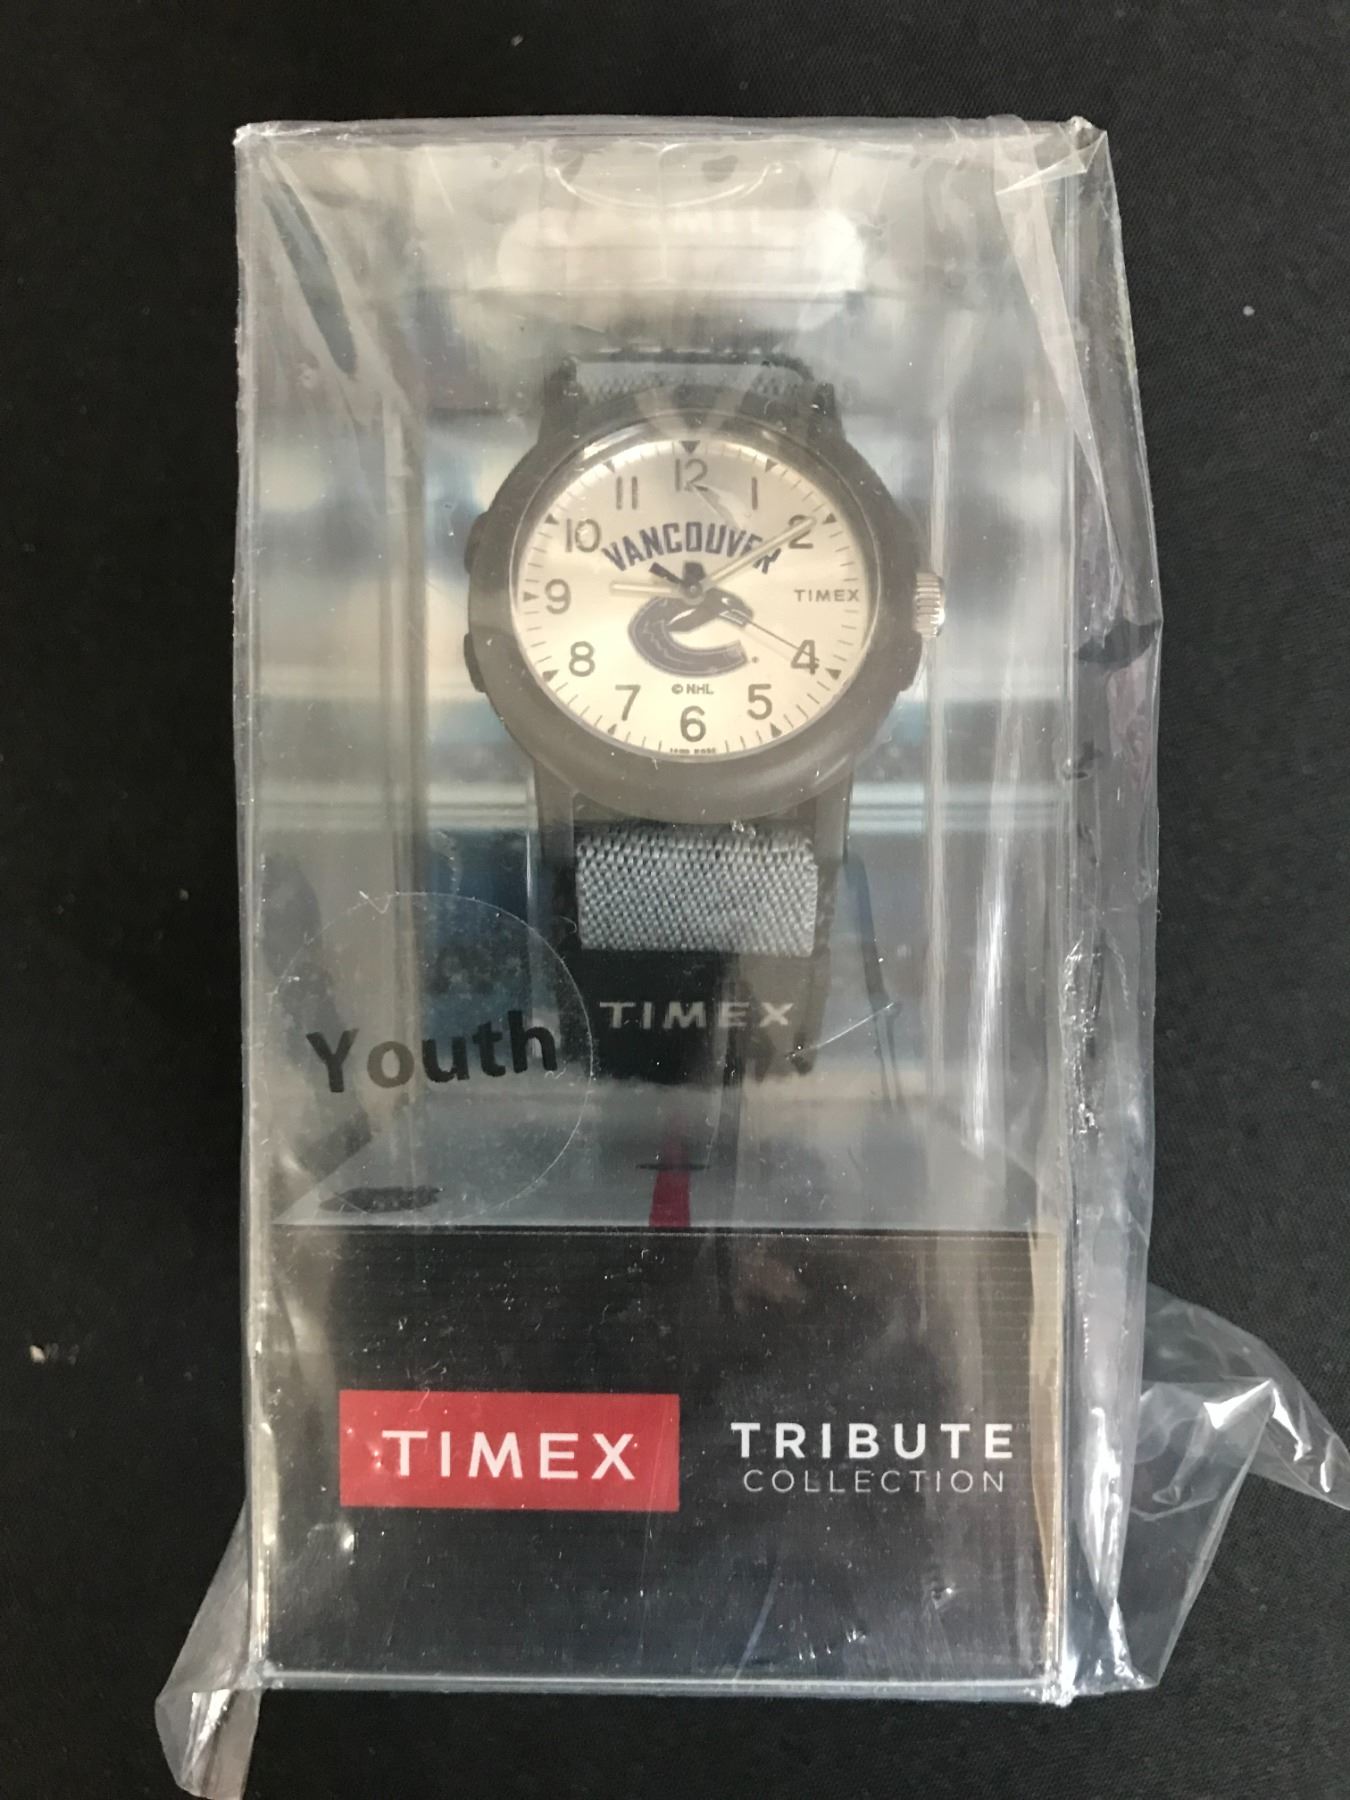 12
11 1
10 2
VANCOUVER
9 TIMEX
8 4
© NHL
7 5
6
TIMEX
Youth
TIMEX TRIBUTE
COLLECTION